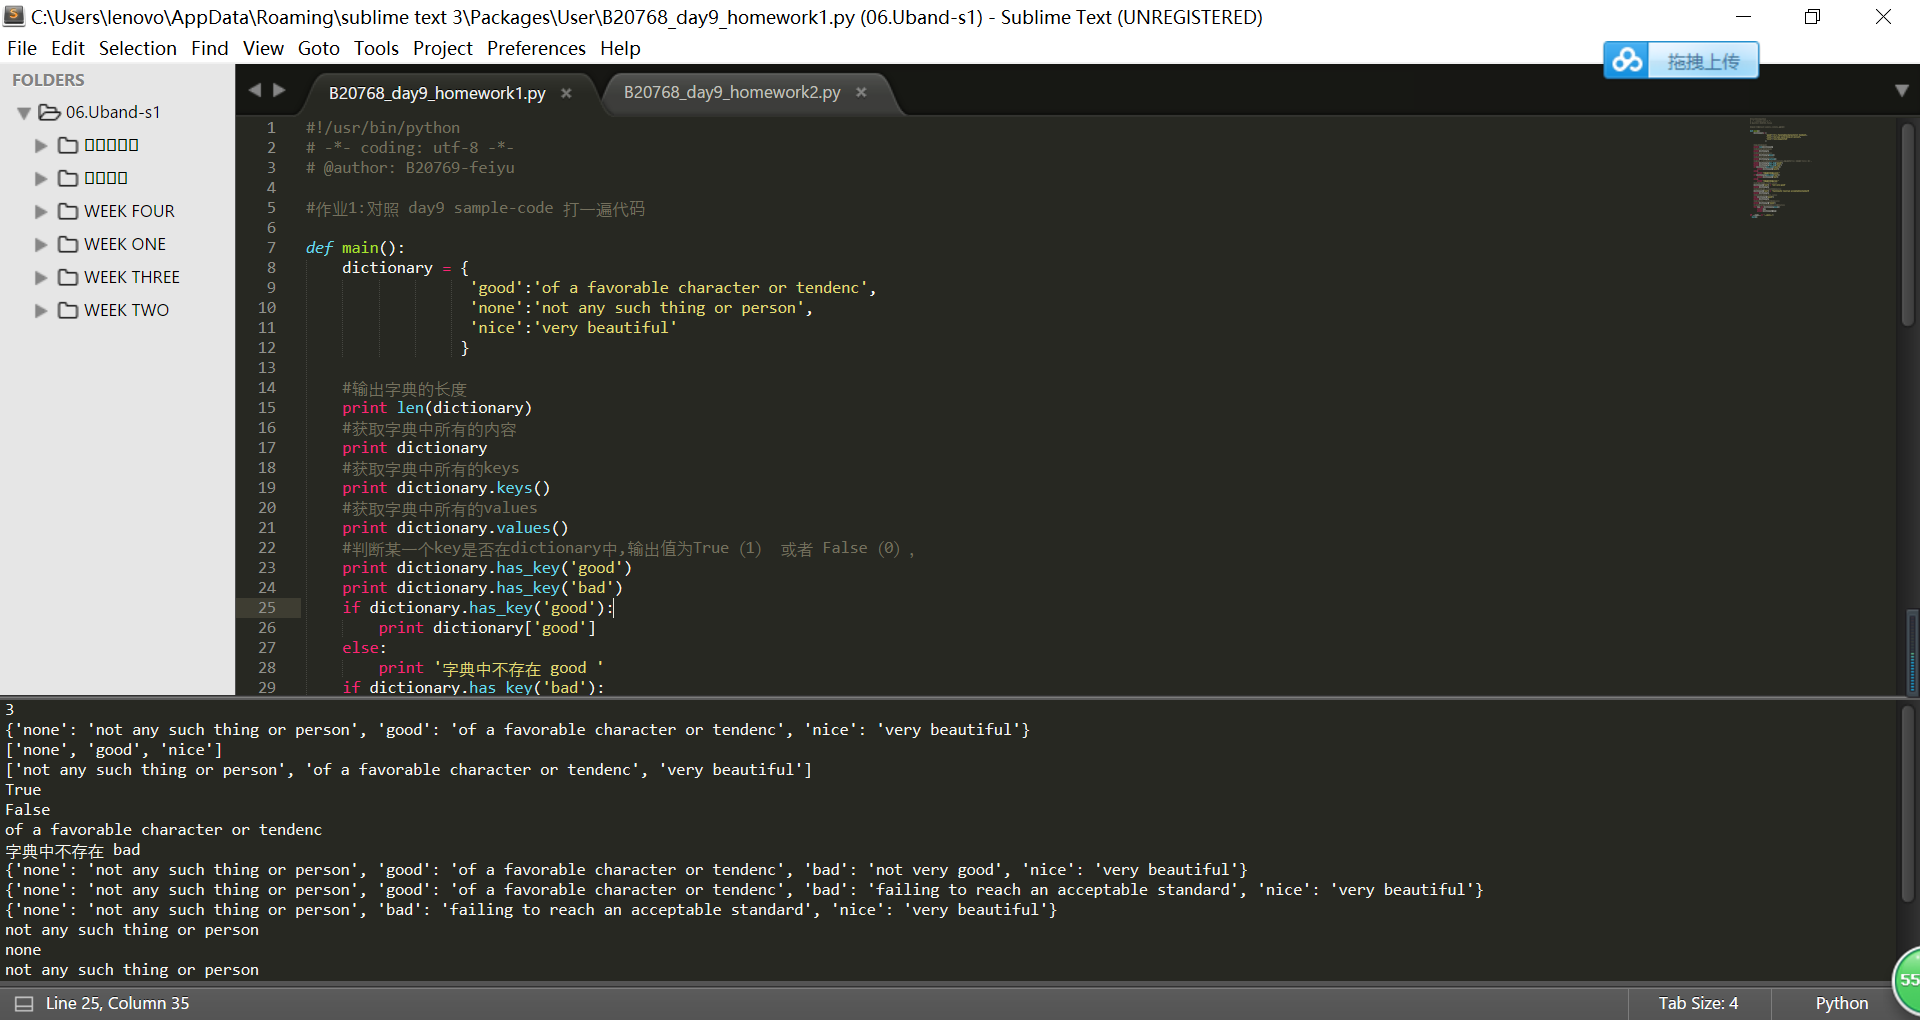 C:\Users\lenovo\AppData\Roaming\sublime text 3\Packages\User\B20768_day9_homework1.py (06.Uband-s1) - Sublime Text (UNREGISTERED)
File Edit Selection Find View Goto Tools Project Preferences Help
拖拽上传
FOLDERS
06.Uband-s1
WEEK FOUR
WEEK ONE
WEEK THREE
WEEK TWO
B20768_day9_homework1.py × B20768_day9_homework2.py ×
1 #!/usr/bin/python
2 # -*- coding: utf-8 -*-
3 # @author: B20769-feiyu
4
5 #作业1:对照 day9 sample-code 打一遍代码
6
7 def main():
8 dictionary = {
9 'good':'of a favorable character or tendenc',
10 'none':'not any such thing or person',
11 'nice':'very beautiful'
12 }
13
14 #输出字典的长度
15 print len(dictionary)
16 #获取字典中所有的内容
17 print dictionary
18 #获取字典中所有的keys
19 print dictionary.keys()
20 #获取字典中所有的values
21 print dictionary.values()
22 #判断某一个key是否在dictionary中,输出值为True（1） 或者 False（0）,
23 print dictionary.has_key('good')
24 print dictionary.has_key('bad')
25 if dictionary.has_key('good'):
26 print dictionary['good']
27 else:
28 print '字典中不存在 good '
29 if dictionary.has_key('bad'):
3
{'none': 'not any such thing or person', 'good': 'of a favorable character or tendenc', 'nice': 'very beautiful'}
['none', 'good', 'nice']
['not any such thing or person', 'of a favorable character or tendenc', 'very beautiful']
True
False
of a favorable character or tendenc
字典中不存在 bad
{'none': 'not any such thing or person', 'good': 'of a favorable character or tendenc', 'bad': 'not very good', 'nice': 'very beautiful'}
{'none': 'not any such thing or person', 'good': 'of a favorable character or tendenc', 'bad': 'failing to reach an acceptable standard', 'nice': 'very beautiful'}
{'none': 'not any such thing or person', 'bad': 'failing to reach an acceptable standard', 'nice': 'very beautiful'}
not any such thing or person
none
not any such thing or person
55
Line 25, Column 35 Tab Size: 4 Python